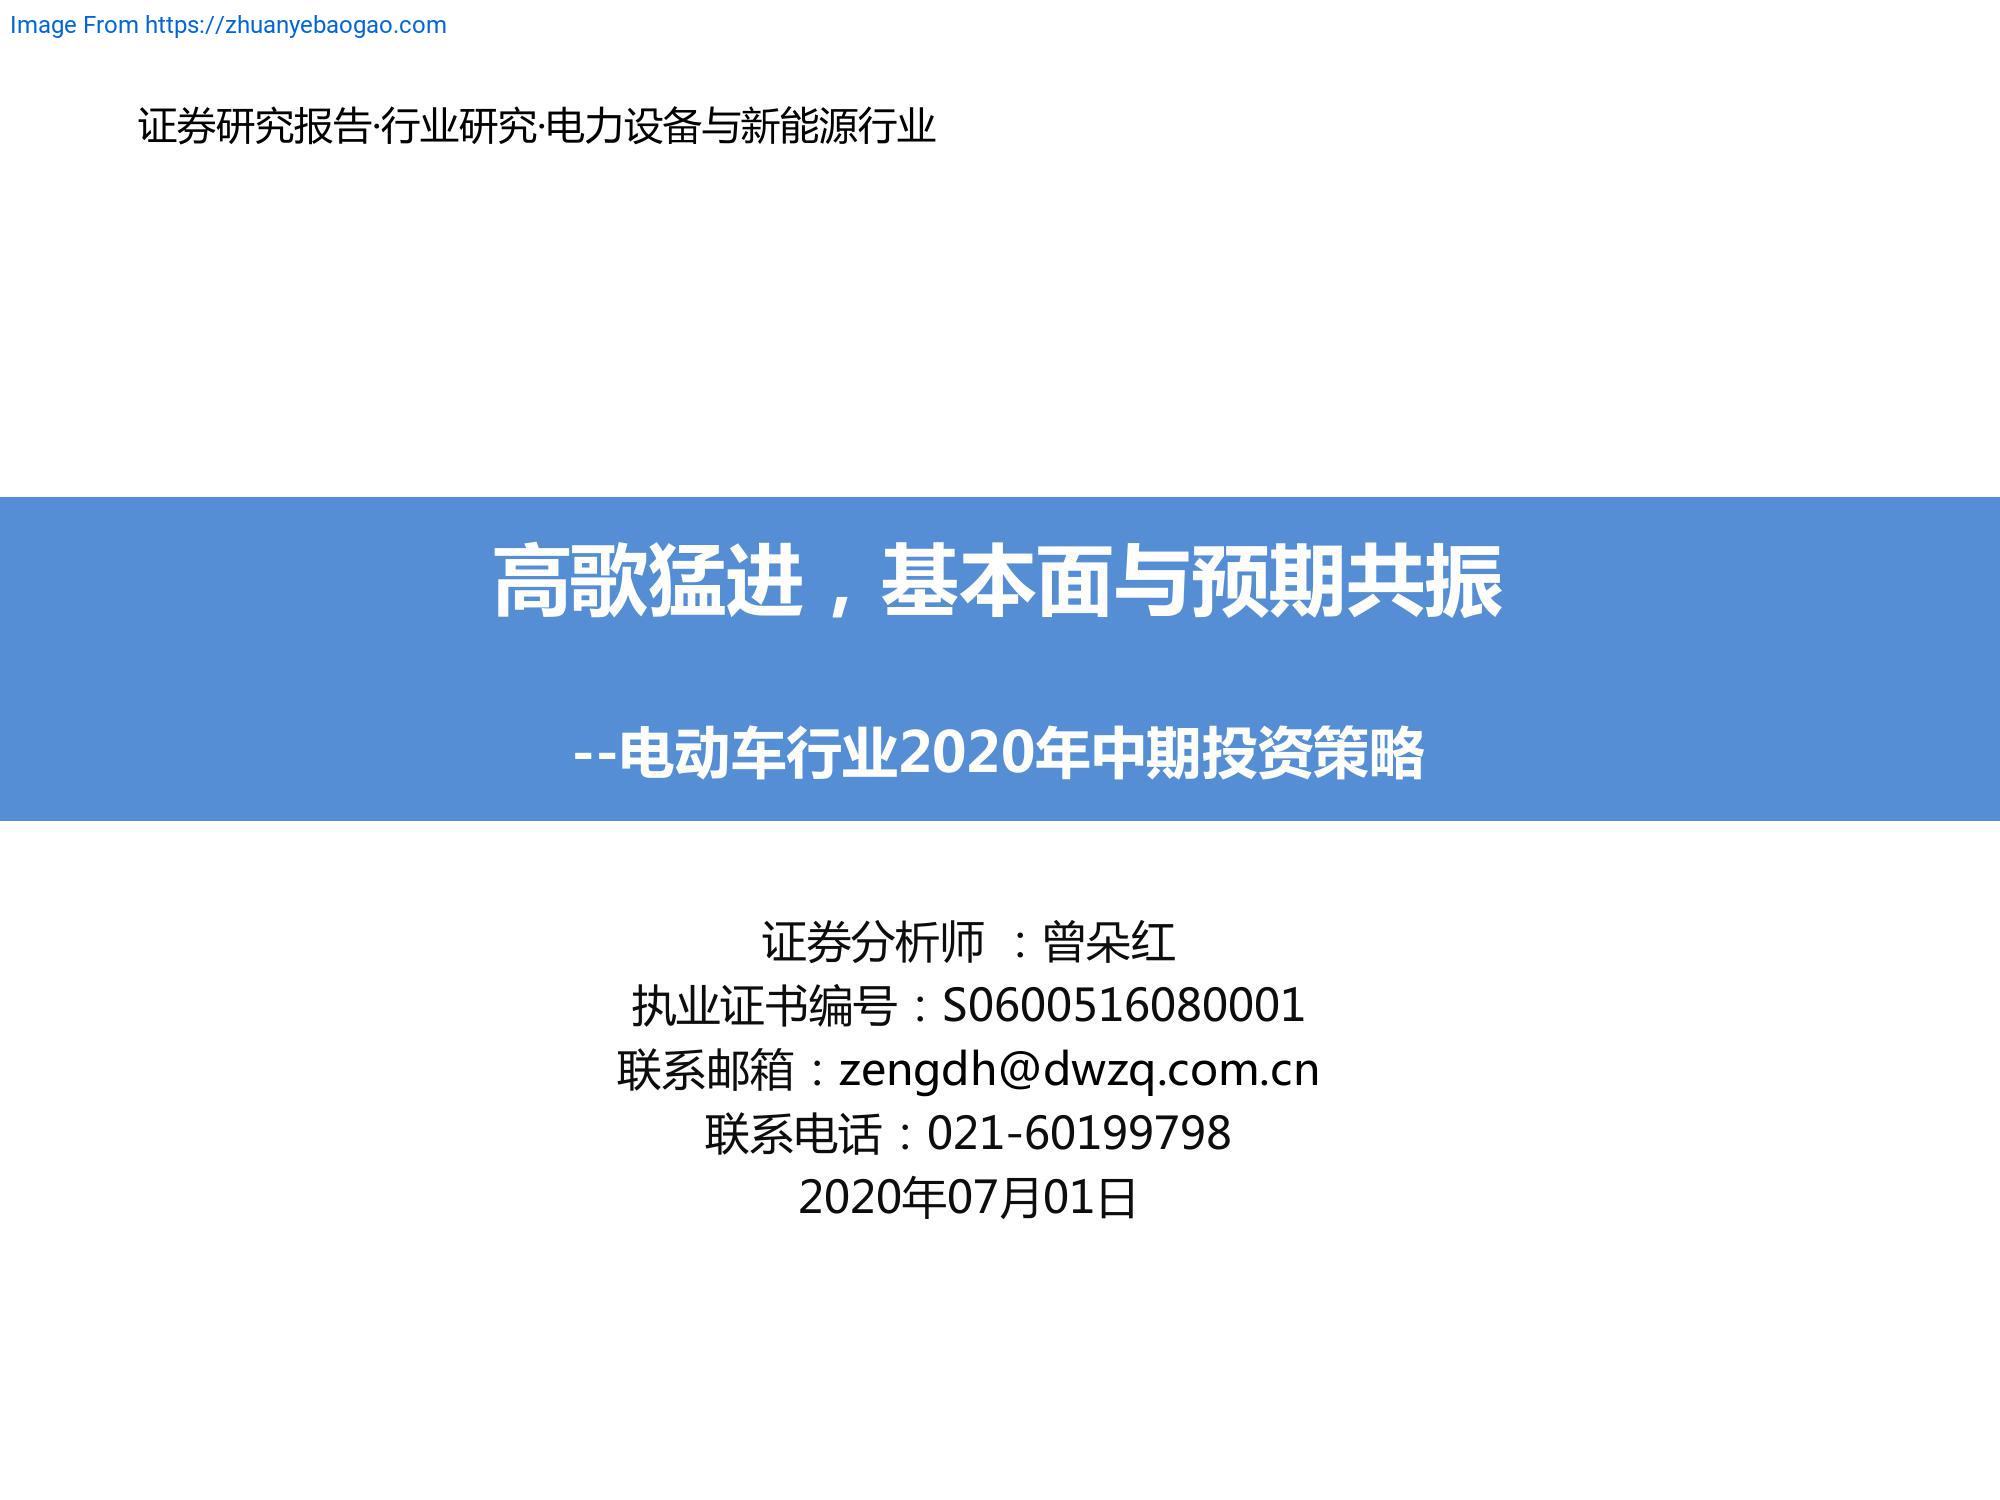 Image From https://zhuanyebaogao.com
证券研究报告·行业研究·电力设备与新能源行业
高歌猛进，基本面与预期共振
--电动车行业2020年中期投资策略
证券分析师 ：曾朵红
执业证书编号：S0600516080001
联系邮箱：zengdh@dwzq.com.cn
联系电话：021-60199798
2020年07月01日